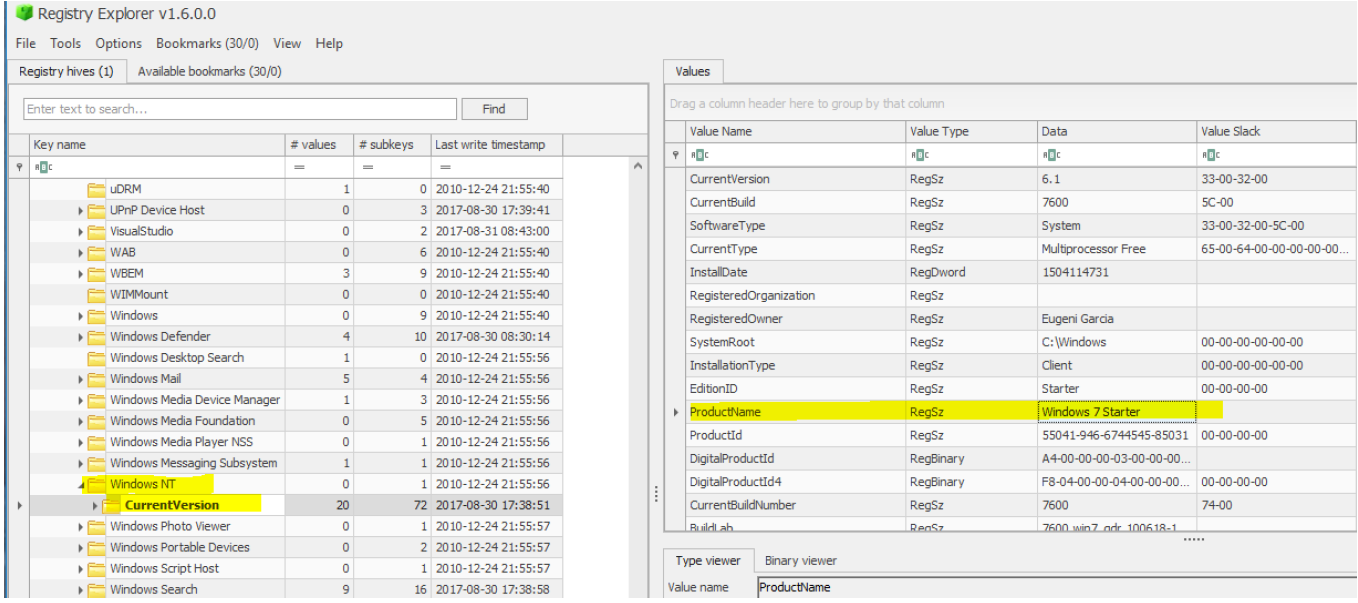 Registry Explorer v1.6.0.0
File Tools Options Bookmarks (30/0) View Help
Registry hives (1) Available bookmarks (30/0)
Enter text to search... Find
Key name # values # subkeys Last write timestamp
= = =
uDRM 1 0 2010-12-24 21:55:40
UPnP Device Host 0 3 2017-08-30 17:39:41
VisualStudio 0 2 2017-08-31 08:43:00
WAB 0 6 2010-12-24 21:55:40
WBEM 3 9 2010-12-24 21:55:40
WIMMount 0 0 2010-12-24 21:55:40
Windows 0 9 2010-12-24 21:55:40
Windows Defender 4 10 2017-08-30 08:30:14
Windows Desktop Search 1 0 2010-12-24 21:55:56
Windows Mail 5 4 2010-12-24 21:55:56
Windows Media Device Manager 1 3 2010-12-24 21:55:56
Windows Media Foundation 0 5 2010-12-24 21:55:56
Windows Media Player NSS 0 1 2010-12-24 21:55:56
Windows Messaging Subsystem 1 1 2010-12-24 21:55:56
Windows NT 0 1 2010-12-24 21:55:56
CurrentVersion 20 72 2017-08-30 17:38:51
Windows Photo Viewer 0 1 2010-12-24 21:55:57
Windows Portable Devices 0 2 2010-12-24 21:55:57
Windows Script Host 0 1 2010-12-24 21:55:57
Windows Search 9 16 2017-08-30 17:38:58
Values
Drag a column header here to group by that column
Value Name Value Type Data Value Slack
CurrentVersion RegSz 6.1 33-00-32-00
CurrentBuild RegSz 7600 5C-00
SoftwareType RegSz System 33-00-32-00-5C-00
CurrentType RegSz Multiprocessor Free 65-00-64-00-00-00-00-00...
InstallDate RegDword 1504114731
RegisteredOrganization RegSz
RegisteredOwner RegSz Eugeni Garcia
SystemRoot RegSz C:\Windows 00-00-00-00-00-00
InstallationType RegSz Client 00-00-00-00-00-00
EditionID RegSz Starter 00-00-00-00
ProductName RegSz Windows 7 Starter
ProductId RegSz 55041-946-6744545-85031 00-00-00-00
DigitalProductId RegBinary A4-00-00-00-03-00-00-00...
DigitalProductId4 RegBinary F8-04-00-00-04-00-00-00... 00-00-00-00
CurrentBuildNumber RegSz 7600 74-00
BuildLab RegSz 7600.win7_gdr.100618-1
Type viewer Binary viewer
Value name ProductName